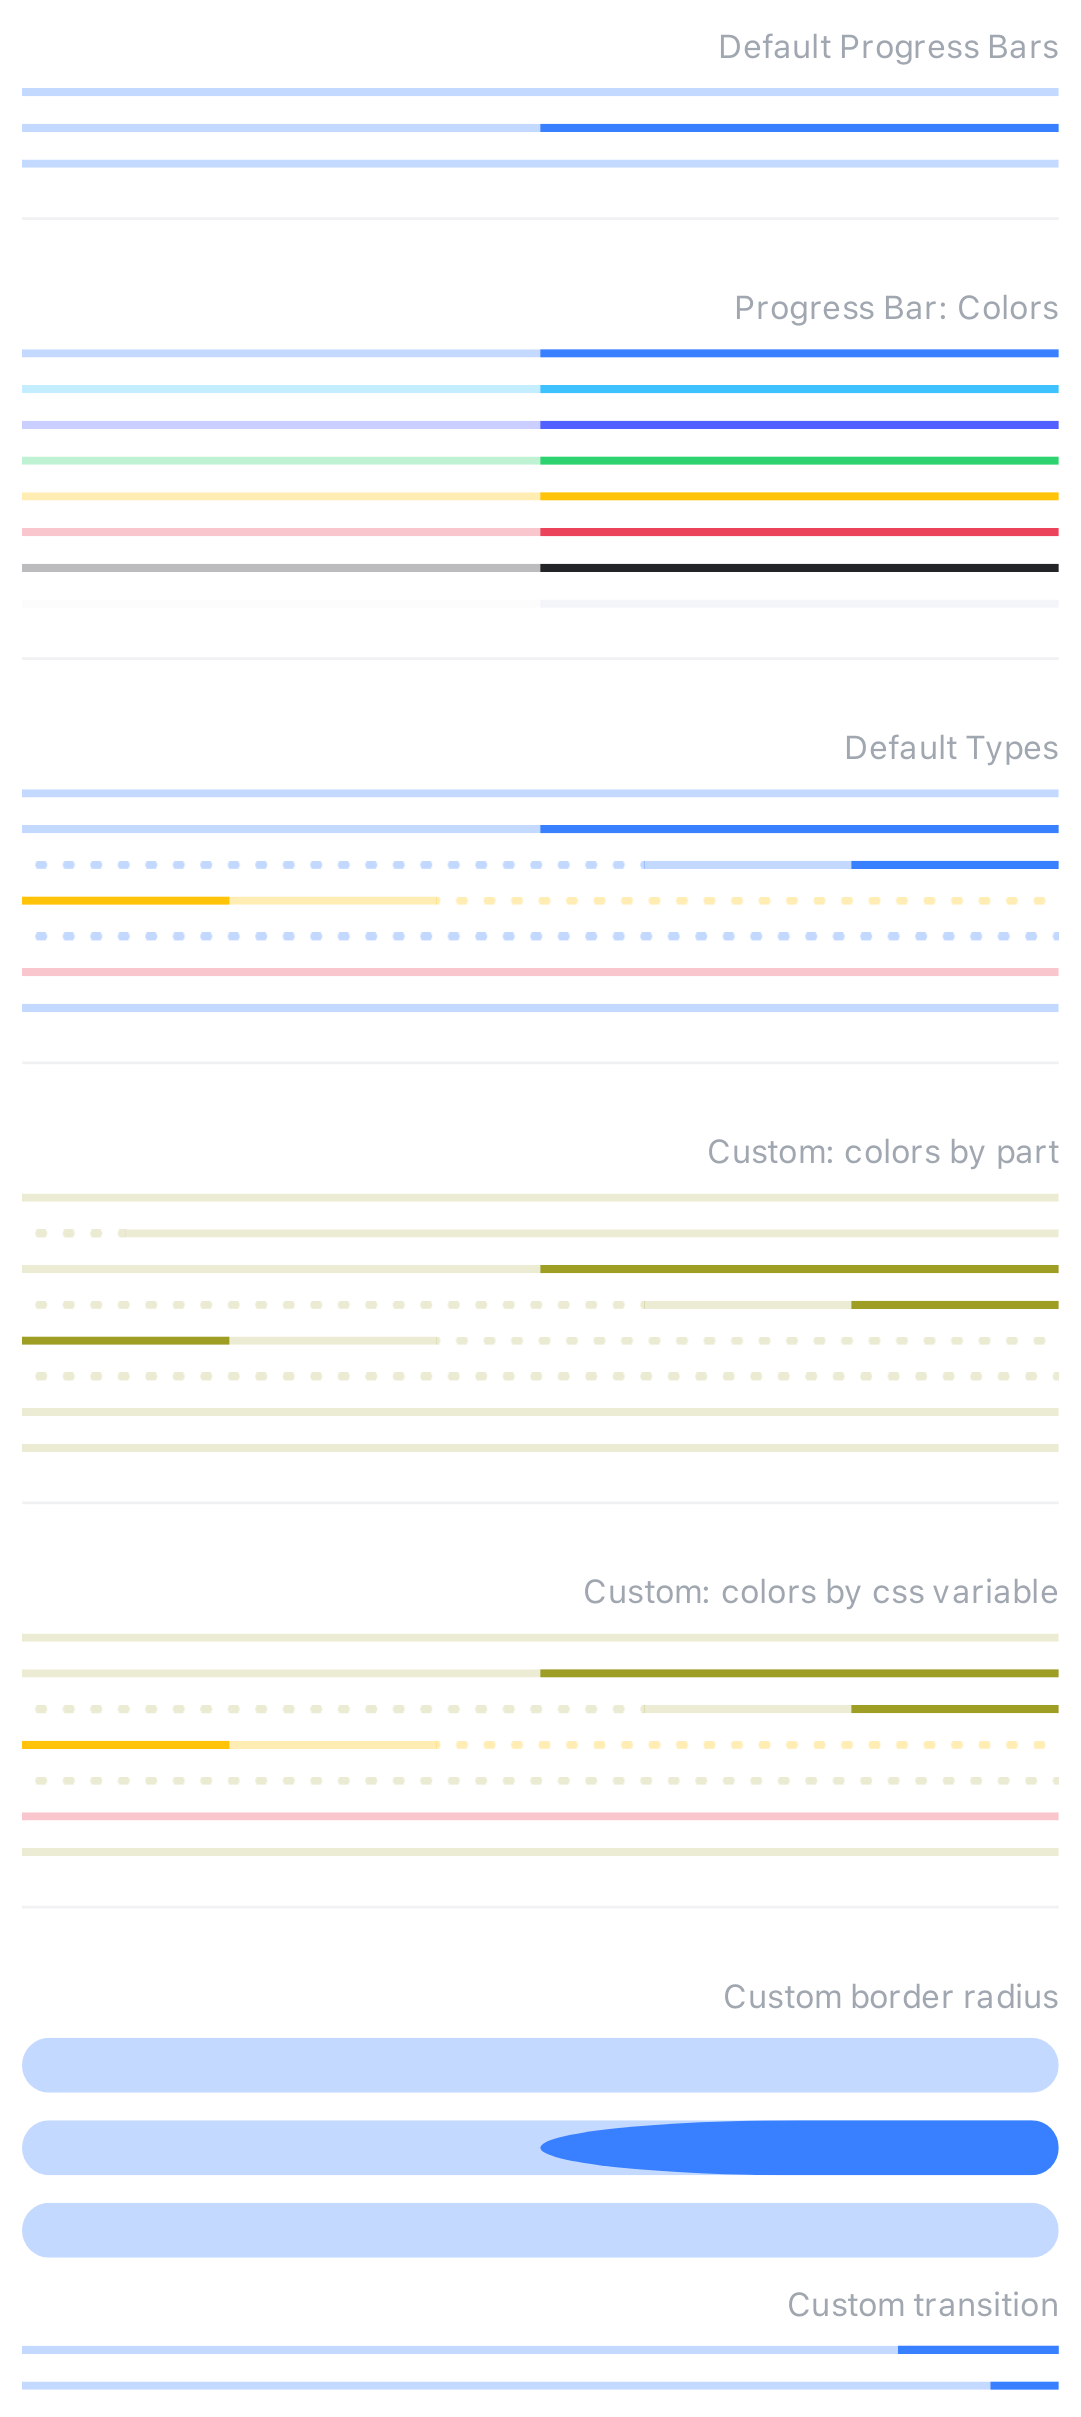 Default Progress Bars
Progress Bar: Colors
Default Types
Custom: colors by part
Custom: colors by css variable
Custom border radius
Custom transition